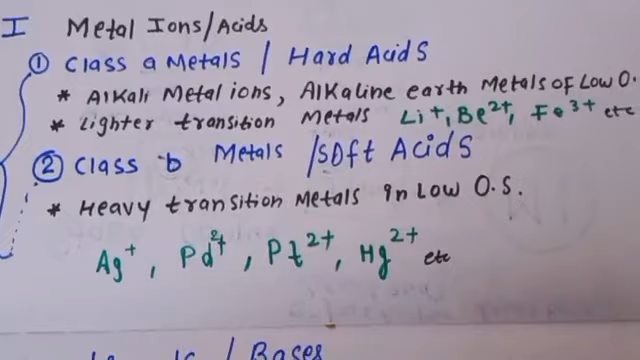 I Metal Ions/Acids
① Class a Metals / Hard Acids
* Alkali Metal ions, Alkaline earth Metals of Low O.
* Lighter transition Metals Li⁺, Be²⁺, Fe³⁺ etc
② Class b Metals /Soft Acids
* Heavy transition Metals in Low O.S.
Ag⁺, Pd²⁺, Pt²⁺, Hg²⁺ etc
/ Bases